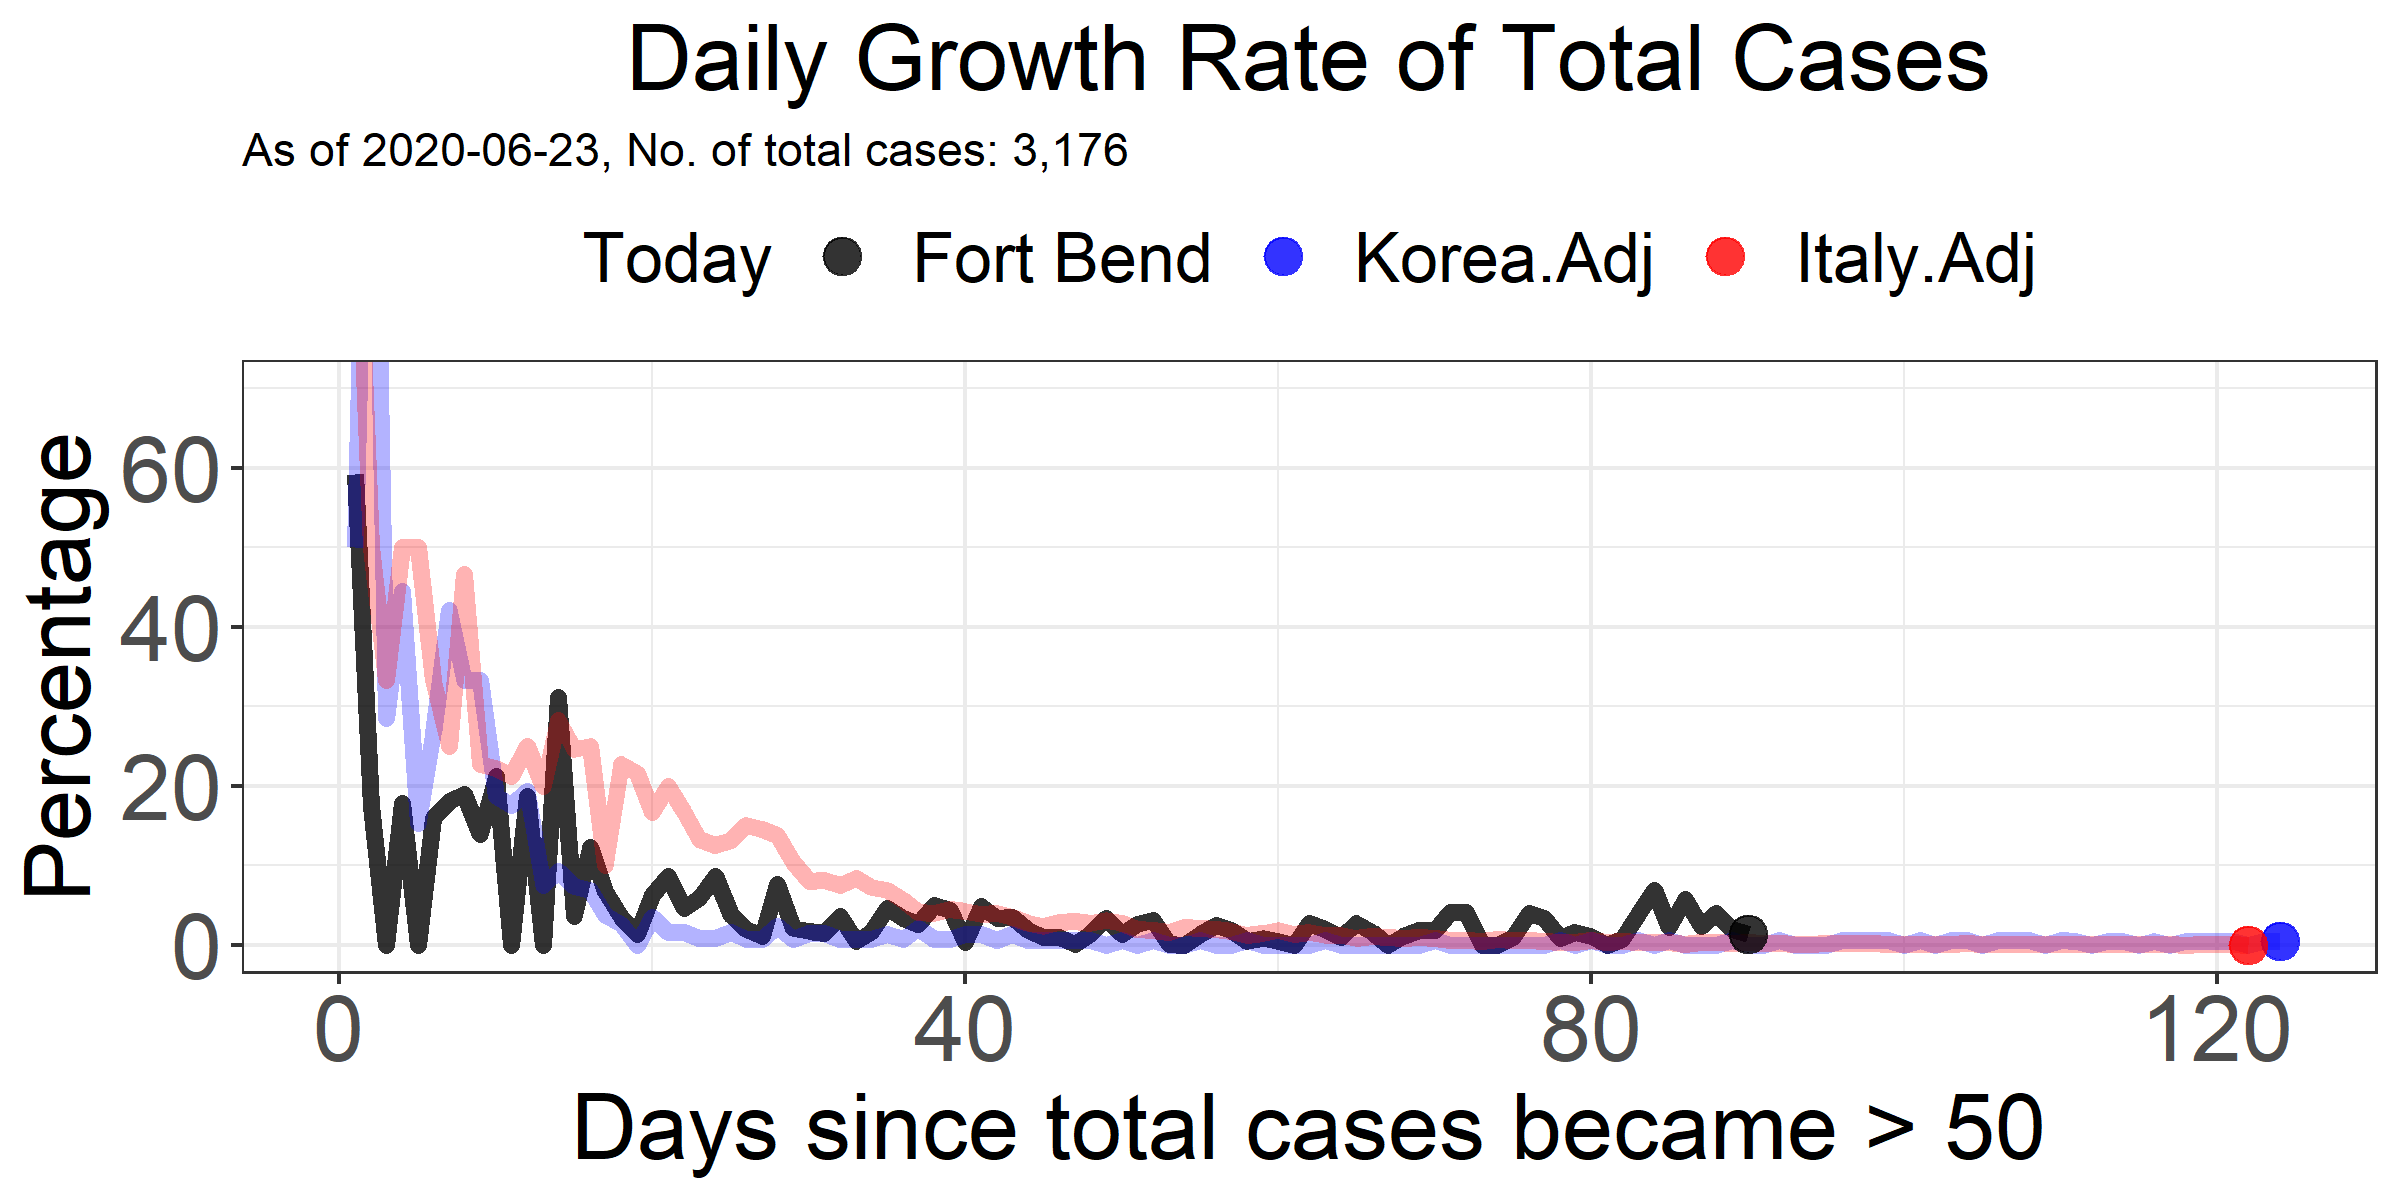 Daily Growth Rate of Total Cases
As of 2020-06-23, No. of total cases: 3,176
Today Fort Bend Korea.Adj Italy.Adj
Percentage
60
40
20
0
0 40 80 120
Days since total cases became > 50